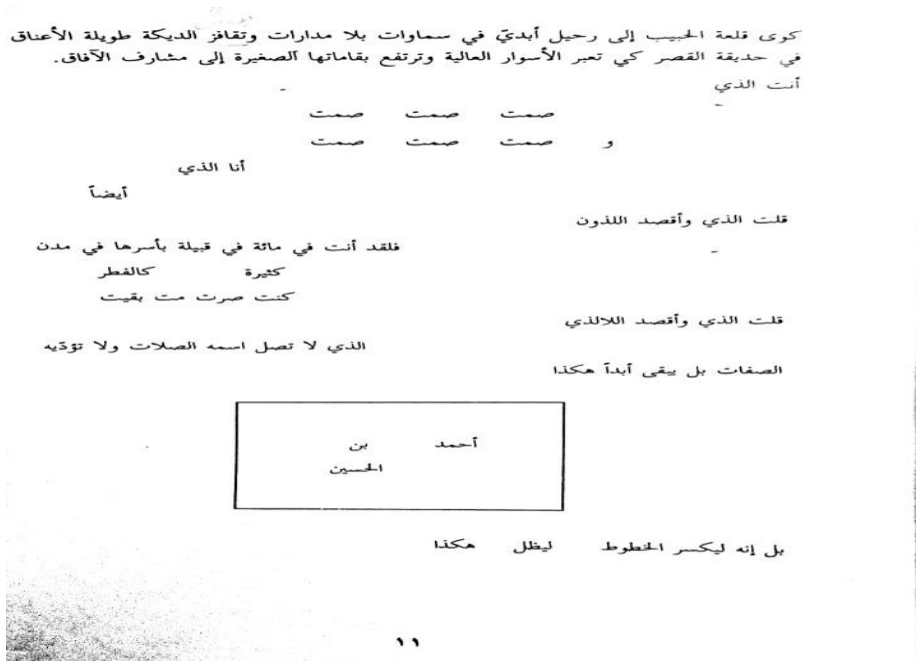 كوى قلعة الحبيب إلى رحيل أبديّ في سماوات بلا مدارات وتقافز الديكة طويلة الأعناق
في حديقة القصر كي تعبر الأسوار العالية وترتفع بقاماتها الصغيرة إلى مشارف الآفاق.
أنت الذي
صمت صمت صمت
و صمت صمت صمت
أنا الذي
أيضاً
قلت الذي وأقصد اللذون
فلقد أنت في مائة في قبيلة بأسرها في مدن
كثيرة كالفطر
كنت صرت مت بقيت
قلت الذي وأقصد اللالذي
الذي لا تصل اسمه الصلات ولا تؤدّيه
الصفات بل يبقى أبداً هكذا
أحمد بن
الحسين
بل إنه ليكسر الخطوط ليظل هكذا
١١